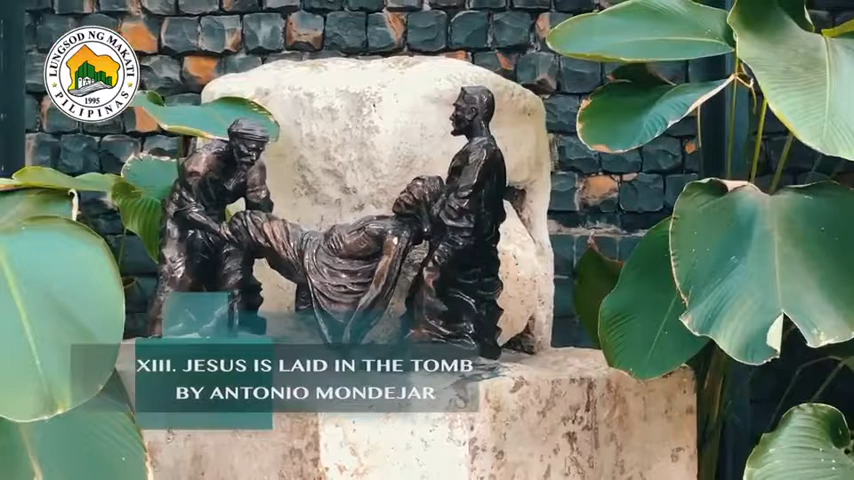 LUNGSOD NG MAKATI
1995
PILIPINAS
XIII. JESUS IS LAID IN THE TOMB
BY ANTONIO MONDEJAR